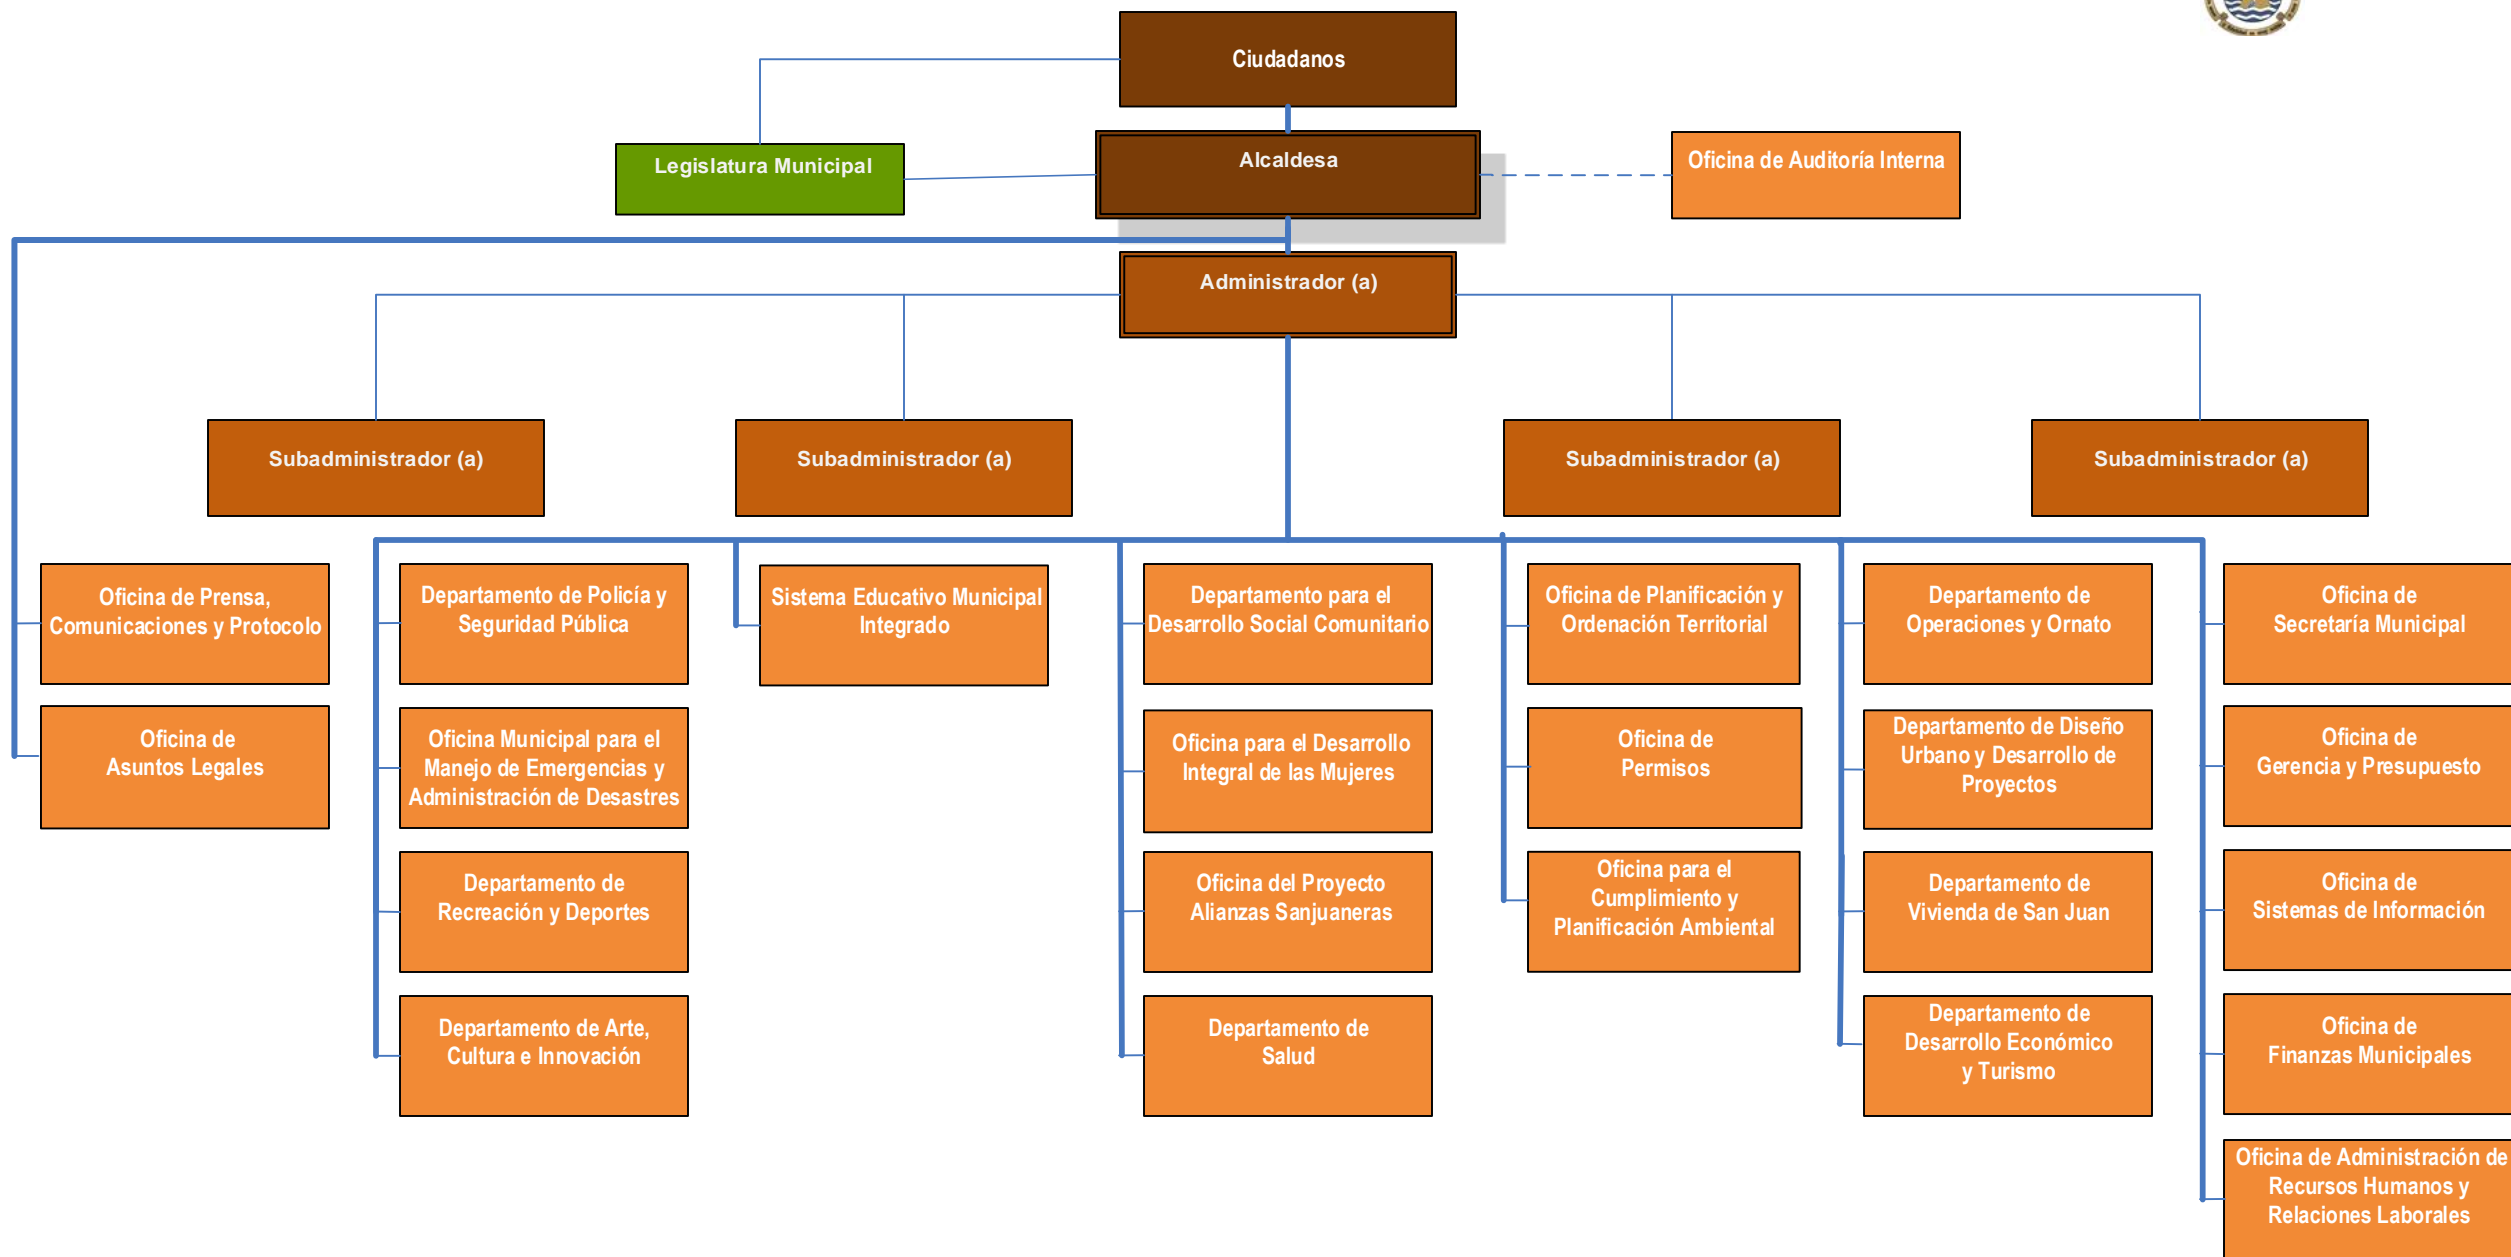 Ciudadanos
Legislatura Municipal
Alcaldesa
Oficina de Auditoría Interna
Administrador (a)
Subadministrador (a)
Subadministrador (a)
Subadministrador (a)
Subadministrador (a)
Oficina de Prensa,
Comunicaciones y Protocolo
Oficina de
Asuntos Legales
Departamento de Policía y
Seguridad Pública
Oficina Municipal para el
Manejo de Emergencias y
Administración de Desastres
Departamento de
Recreación y Deportes
Departamento de Arte,
Cultura e Innovación
Sistema Educativo Municipal
Integrado
Departamento para el
Desarrollo Social Comunitario
Oficina para el Desarrollo
Integral de las Mujeres
Oficina del Proyecto
Alianzas Sanjuaneras
Departamento de
Salud
Oficina de Planificación y
Ordenación Territorial
Oficina de
Permisos
Oficina para el
Cumplimiento y
Planificación Ambiental
Departamento de
Operaciones y Ornato
Departamento de Diseño
Urbano y Desarrollo de
Proyectos
Departamento de
Vivienda de San Juan
Departamento de
Desarrollo Económico
y Turismo
Oficina de
Secretaría Municipal
Oficina de
Gerencia y Presupuesto
Oficina de
Sistemas de Información
Oficina de
Finanzas Municipales
Oficina de Administración de
Recursos Humanos y
Relaciones Laborales